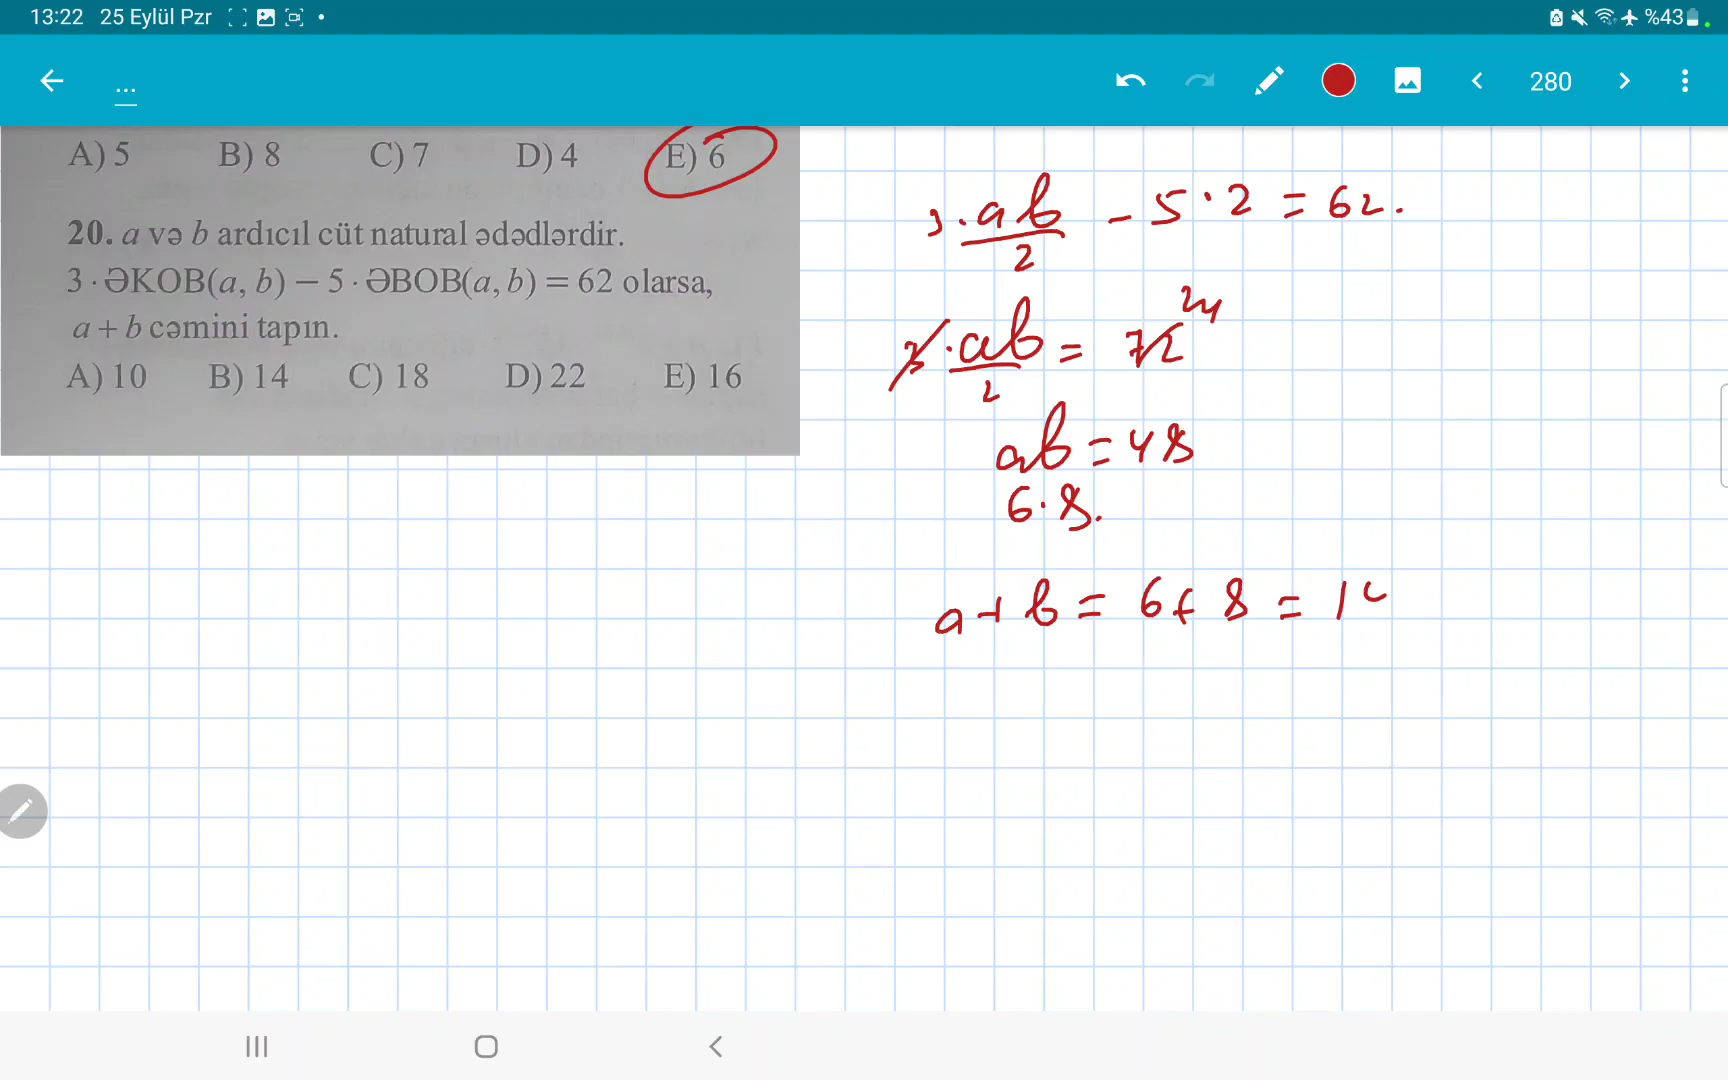 13:22 25 Eylül Pzr %43
...
280
A) 5 B) 8 C) 7 D) 4 E) 6
20. a və b ardıcıl cüt natural ədədlərdir.
3 · ƏKOB(a, b) – 5 · ƏBOB(a, b) = 62 olarsa,
a + b cəmini tapın.
A) 10 B) 14 C) 18 D) 22 E) 16
3 · ab/2 - 5 · 2 = 62.
3 · ab/2 = 72 24
ab = 48
6 · 8.
a + b = 6 + 8 = 14